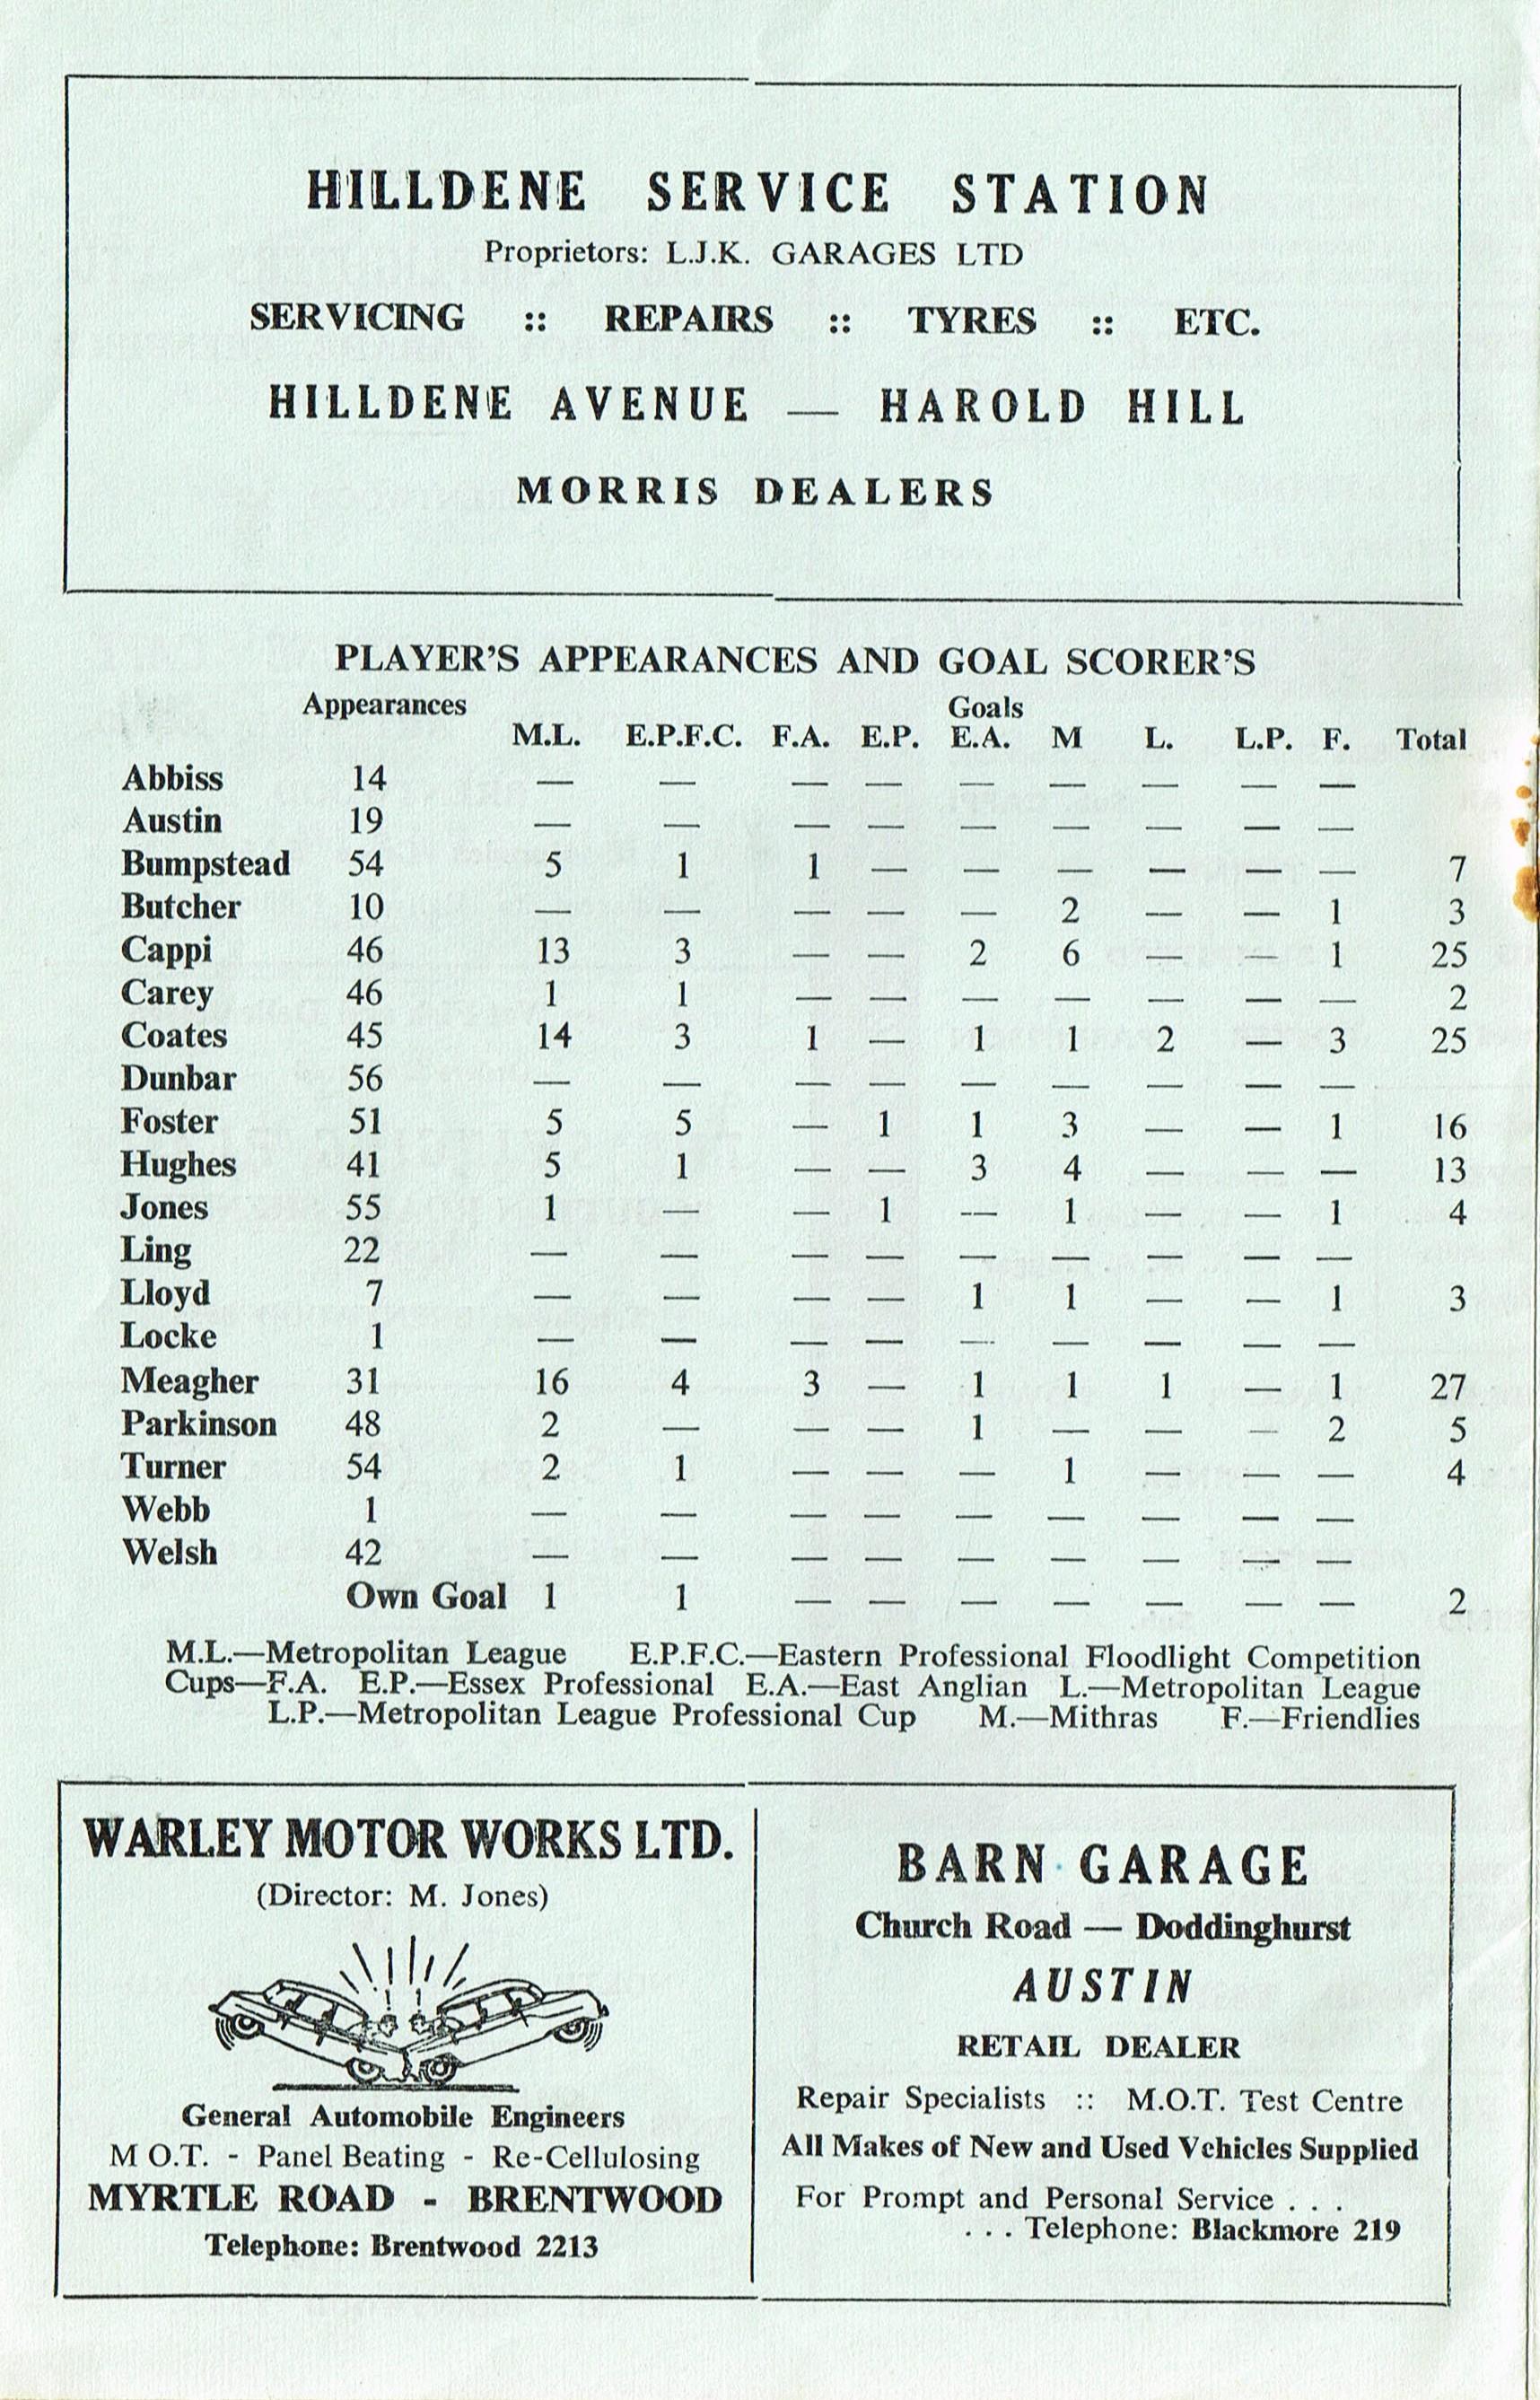 HILLDENE SERVICE STATION
Proprietors: L.J.K. GARAGES LTD
SERVICING :: REPAIRS :: TYRES :: ETC.
HILLDENE AVENUE — HAROLD HILL
MORRIS DEALERS
PLAYER'S APPEARANCES AND GOAL SCORER'S
Appearances Goals
M.L. E.P.F.C. F.A. E.P. E.A. M L. L.P. F. Total
Abbiss 14 — — — — — — — — —
Austin 19 — — — — — — — — —
Bumpstead 54 5 1 1 — — — — — — 7
Butcher 10 — — — — — 2 — — 1 3
Cappi 46 13 3 — — 2 6 — — 1 25
Carey 46 1 1 — — — — — — — 2
Coates 45 14 3 1 — 1 1 2 — 3 25
Dunbar 56 — — — — — — — — —
Foster 51 5 5 — 1 1 3 — — 1 16
Hughes 41 5 1 — — 3 4 — — — 13
Jones 55 1 — — 1 — 1 — — 1 4
Ling 22 — — — — — — — — —
Lloyd 7 — — — — 1 1 — — 1 3
Locke 1 — — — — — — — — —
Meagher 31 16 4 3 — 1 1 1 — 1 27
Parkinson 48 2 — — — 1 — — — 2 5
Turner 54 2 1 — — — 1 — — — 4
Webb 1 — — — — — — — — —
Welsh 42 — — — — — — — — —
Own Goal 1 1 — — — — — — — 2
M.L.—Metropolitan League E.P.F.C.—Eastern Professional Floodlight Competition
Cups—F.A. E.P.—Essex Professional E.A.—East Anglian L.—Metropolitan League
L.P.—Metropolitan League Professional Cup M.—Mithras F.—Friendlies
WARLEY MOTOR WORKS LTD.
(Director: M. Jones)
General Automobile Engineers
M O.T. - Panel Beating - Re-Cellulosing
MYRTLE ROAD - BRENTWOOD
Telephone: Brentwood 2213
BARN GARAGE
Church Road — Doddinghurst
AUSTIN
RETAIL DEALER
Repair Specialists :: M.O.T. Test Centre
All Makes of New and Used Vehicles Supplied
For Prompt and Personal Service . . .
. . . Telephone: Blackmore 219